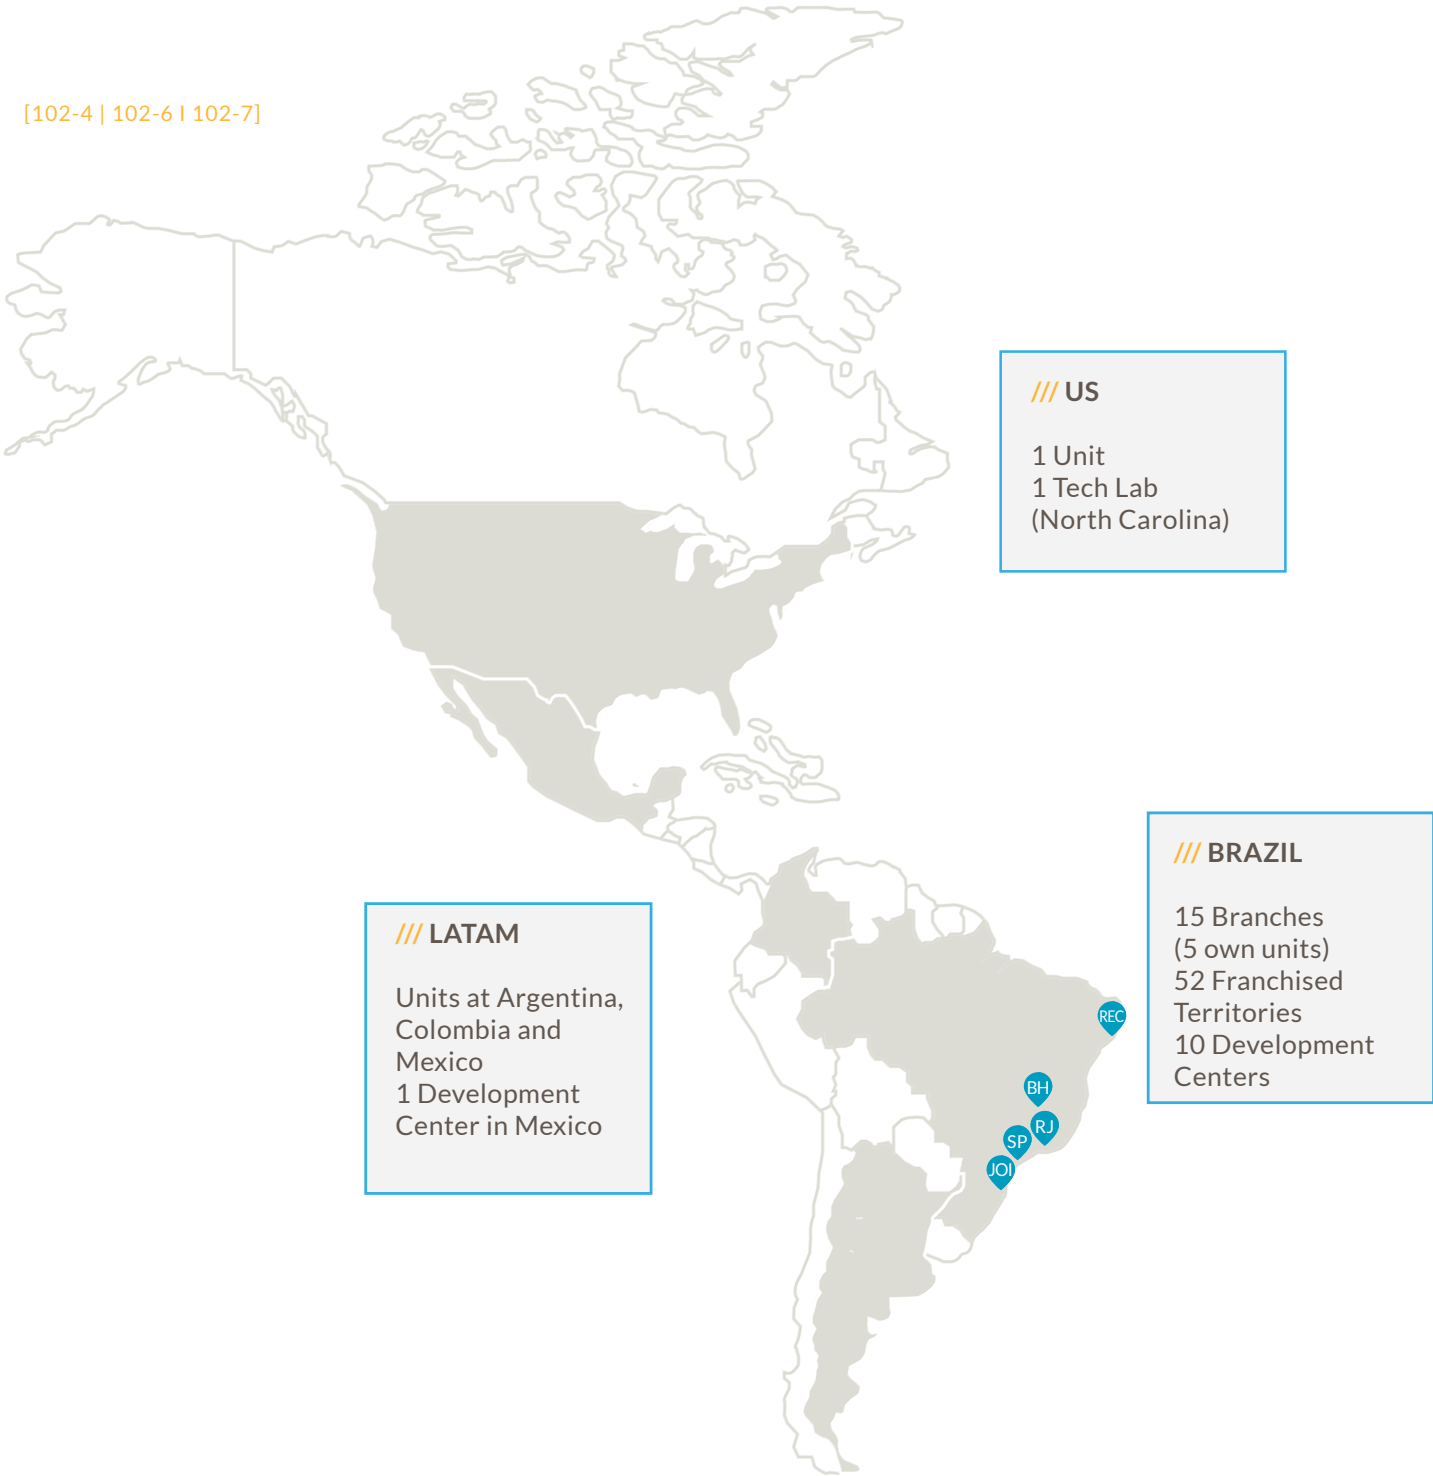 [102-4 | 102-6 I 102-7]
/// US
1 Unit
1 Tech Lab
(North Carolina)
/// BRAZIL
15 Branches
(5 own units)
52 Franchised
Territories
10 Development
Centers
/// LATAM
Units at Argentina,
Colombia and
Mexico
1 Development
Center in Mexico
REC
BH
RJ
SP
JOI